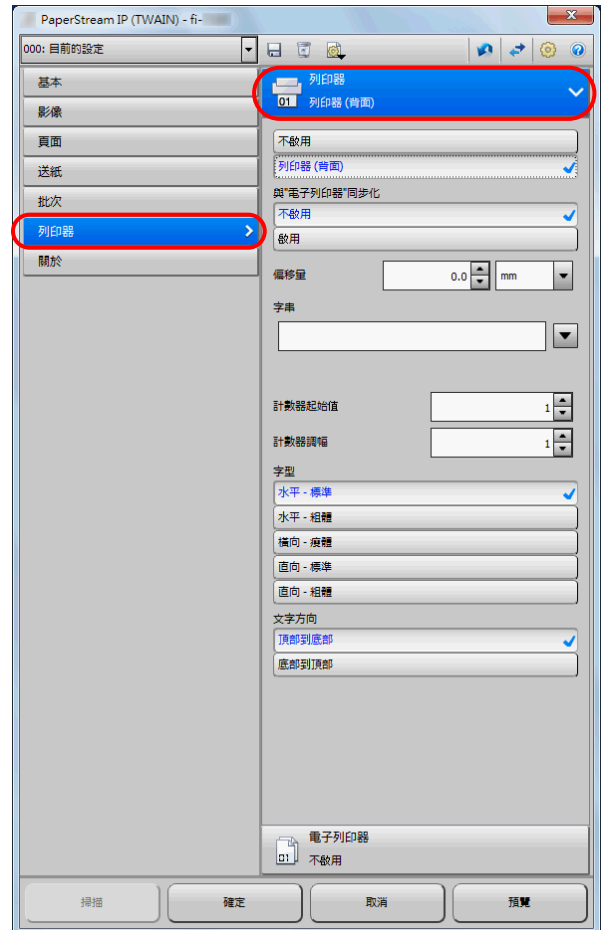 PaperStream IP (TWAIN) - fi-
000: 目前的設定
基本
影像
頁面
送紙
批次
列印器
關於
列印器
01 列印器 (背面)
不啟用
列印器 (背面)
與"電子列印器"同步化
不啟用
啟用
偏移量 0.0 mm
字串
計數器起始值 1
計數器調幅 1
字型
水平 - 標準
水平 - 粗體
橫向 - 瘦體
直向 - 標準
直向 - 粗體
文字方向
頂部到底部
底部到頂部
電子列印器
01 不啟用
掃描 確定 取消 預覽